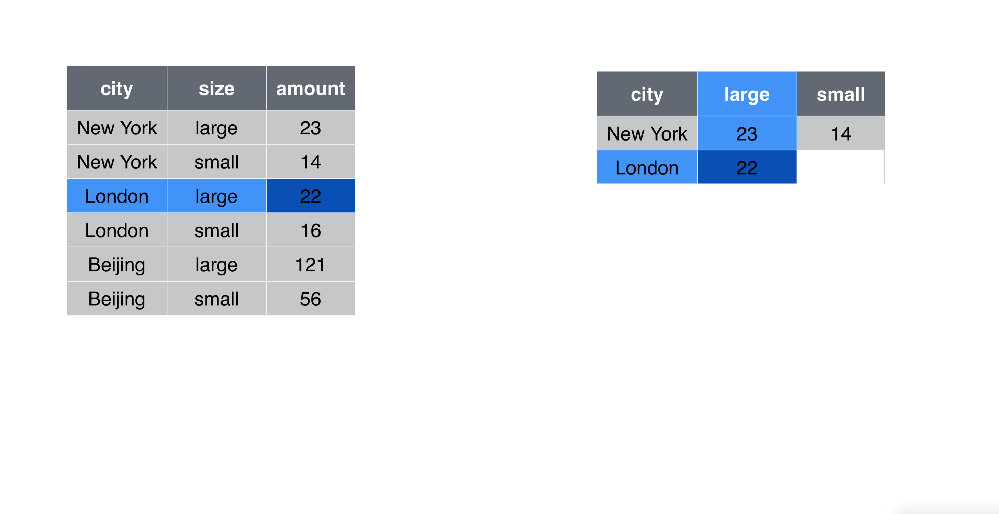 city size amount
New York large 23
New York small 14
London large 22
London small 16
Beijing large 121
Beijing small 56
city large small
New York 23 14
London 22